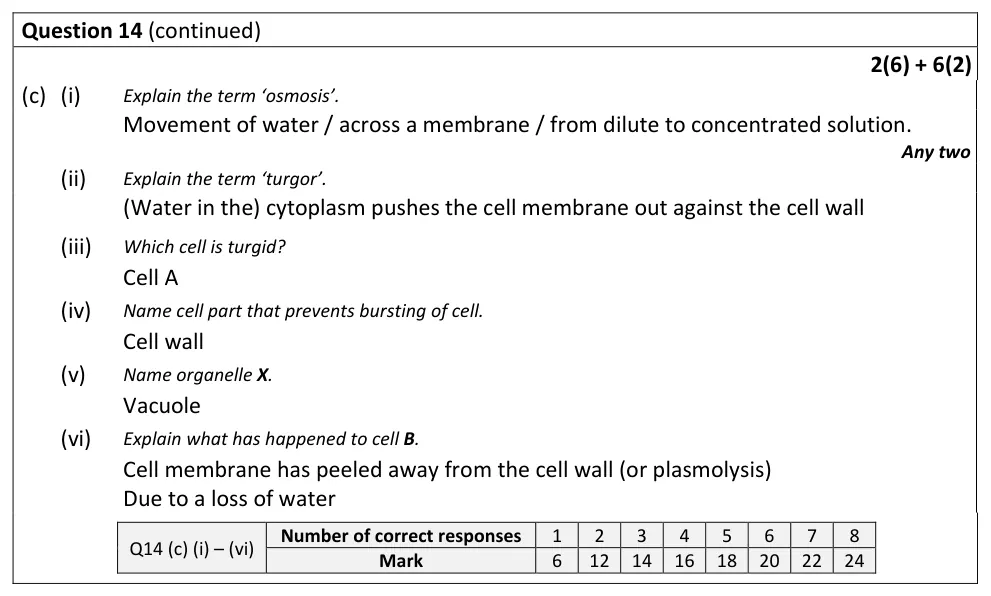 Question 14 (continued)
2(6) + 6(2)
(c) (i) Explain the term ‘osmosis’.
Movement of water / across a membrane / from dilute to concentrated solution.
Any two
(ii) Explain the term ‘turgor’.
(Water in the) cytoplasm pushes the cell membrane out against the cell wall
(iii) Which cell is turgid?
Cell A
(iv) Name cell part that prevents bursting of cell.
Cell wall
(v) Name organelle X.
Vacuole
(vi) Explain what has happened to cell B.
Cell membrane has peeled away from the cell wall (or plasmolysis)
Due to a loss of water
Q14 (c) (i) – (vi) Number of correct responses 1 2 3 4 5 6 7 8
Mark 6 12 14 16 18 20 22 24